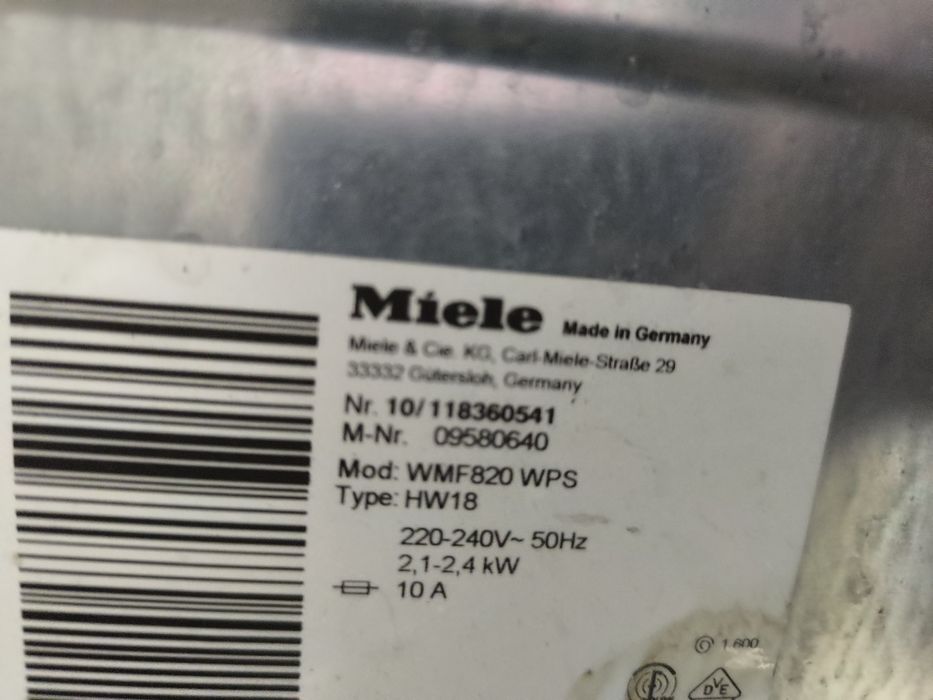 Miele Made in Germany
Miele & Cie. KG, Carl-Miele-Straße 29
33332 Gütersloh, Germany
Nr. 10/118360541
M-Nr. 09580640
Mod: WMF820 WPS
Type: HW18
220-240V~ 50Hz
2,1-2,4 kW
10 A
1.600
DVE